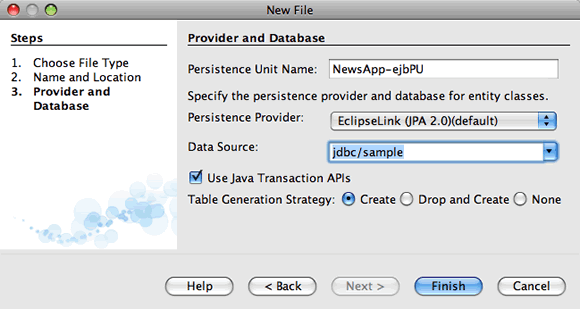 New File
Steps
1. Choose File Type
2. Name and Location
3. Provider and
Database
Provider and Database
Persistence Unit Name: NewsApp-ejbPU
Specify the persistence provider and database for entity classes.
Persistence Provider: EclipseLink (JPA 2.0)(default)
Data Source: jdbc/sample
Use Java Transaction APIs
Table Generation Strategy: Create Drop and Create None
Help < Back Next > Finish Cancel